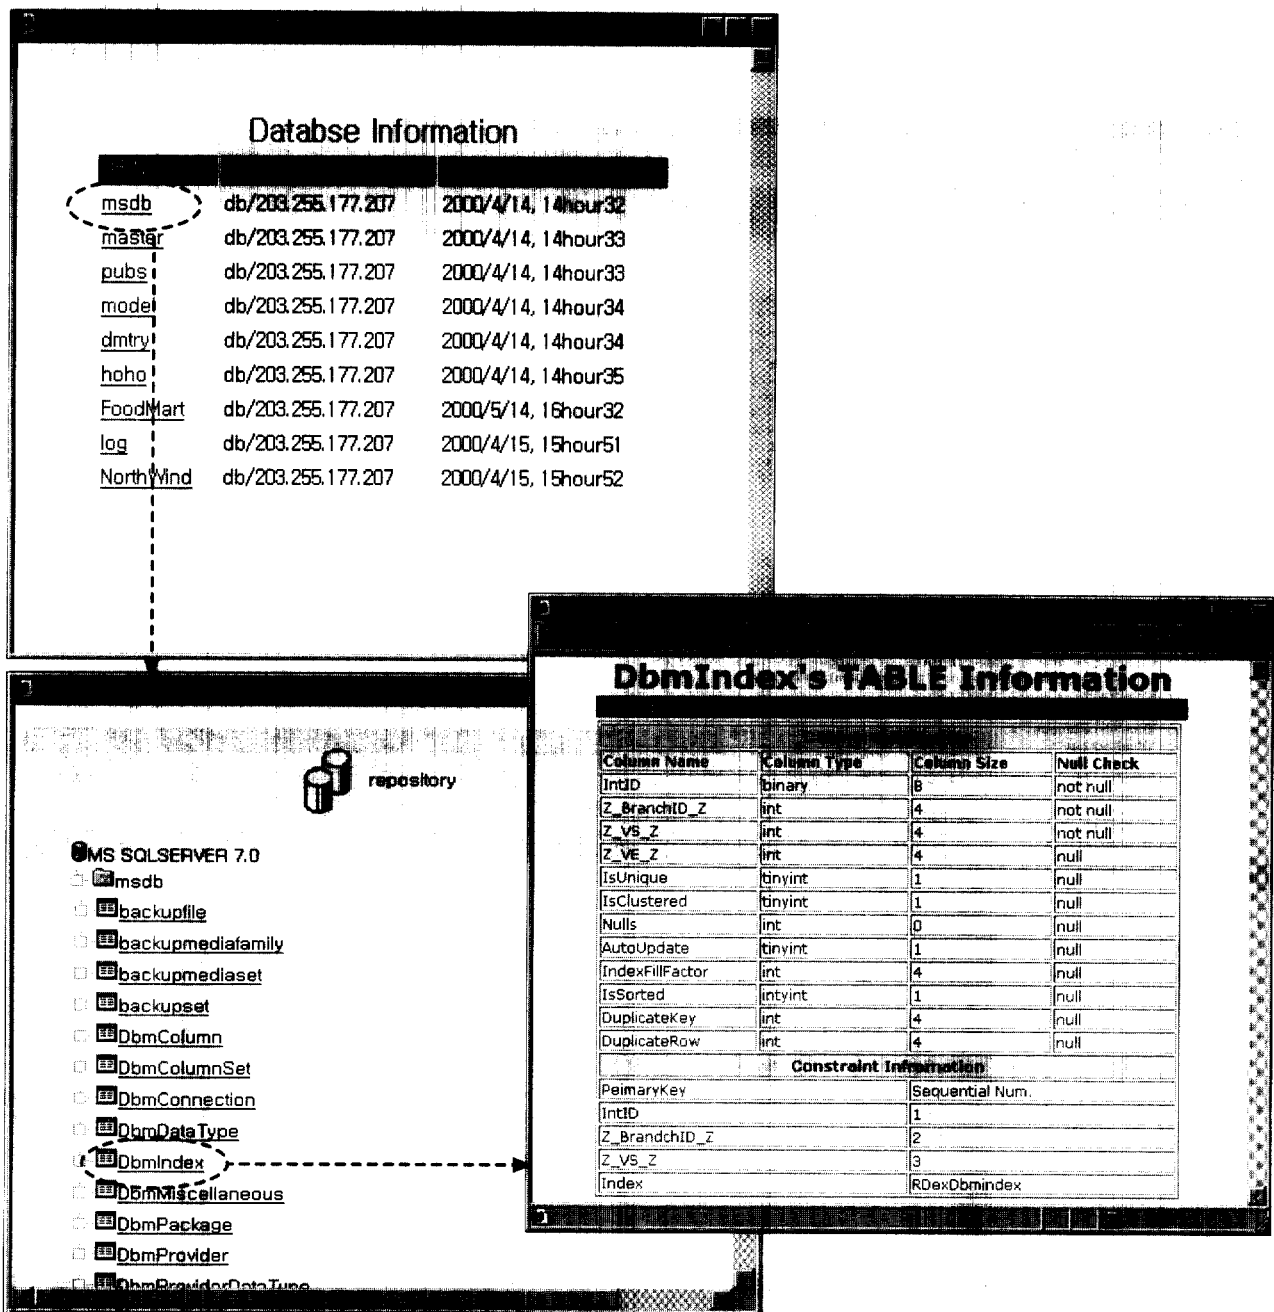 Databse Information
msdb db/203.255.177.207 2000/4/14, 14hour32
master db/203.255.177.207 2000/4/14, 14hour33
pubs db/203.255.177.207 2000/4/14, 14hour33
model db/203.255.177.207 2000/4/14, 14hour34
dmtry db/203.255.177.207 2000/4/14, 14hour34
hoho db/203.255.177.207 2000/4/14, 14hour35
FoodMart db/203.255.177.207 2000/5/14, 16hour32
log db/203.255.177.207 2000/4/15, 15hour51
NorthWind db/203.255.177.207 2000/4/15, 15hour52
repository
MS SQLSERVER 7.0
msdb
backupfile
backupmediafamily
backupmediaset
backupset
DbmColumn
DbmColumnSet
DbmConnection
DbmDataType
DbmIndex
DbmMiscellaneous
DbmPackage
DbmProvider
DbmProviderDataType
DbmIndex's TABLE Information
Column Name Column Type Column Size Null Check
IntID binary 8 not null
Z_BranchID_Z int 4 not null
Z_VS_Z int 4 not null
Z_VE_Z int 4 null
IsUnique tinyint 1 null
IsClustered tinyint 1 null
Nulls int 0 null
AutoUpdate tinyint 1 null
IndexFillFactor int 4 null
IsSorted intyint 1 null
DuplicateKey int 4 null
DuplicateRow int 4 null
Constraint Infromation
PeimaryKey Sequential Num.
IntID 1
Z_BrandchID_Z 2
Z_VS_Z 3
Index RDexDbmindex